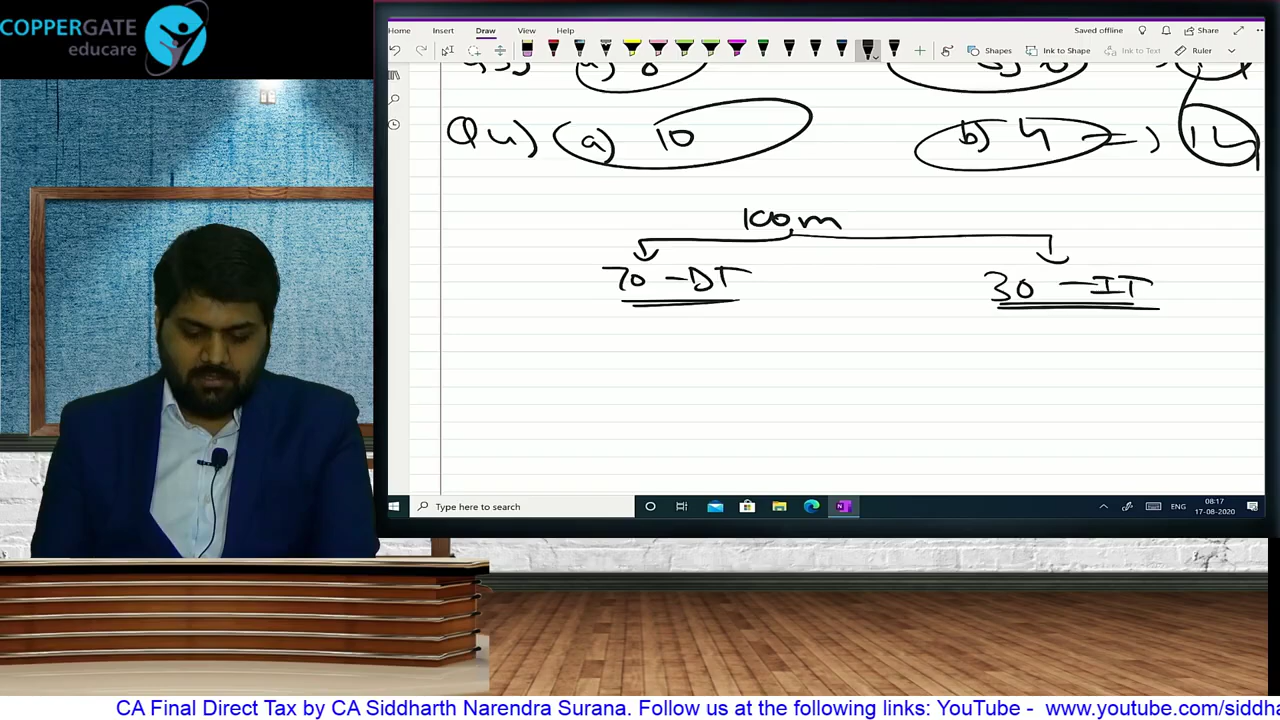 COPPERGATE
educare
Home Insert Draw View Help Saved offline Share
Shapes Ink to Shape Ink to Text Ruler
Q4) (a) 10 b) 4 => 14
100 m
70 - DT 30 - IT
Type here to search ENG 08:17
17-08-2020
CA Final Direct Tax by CA Siddharth Narendra Surana. Follow us at the following links: YouTube - www.youtube.com/siddha